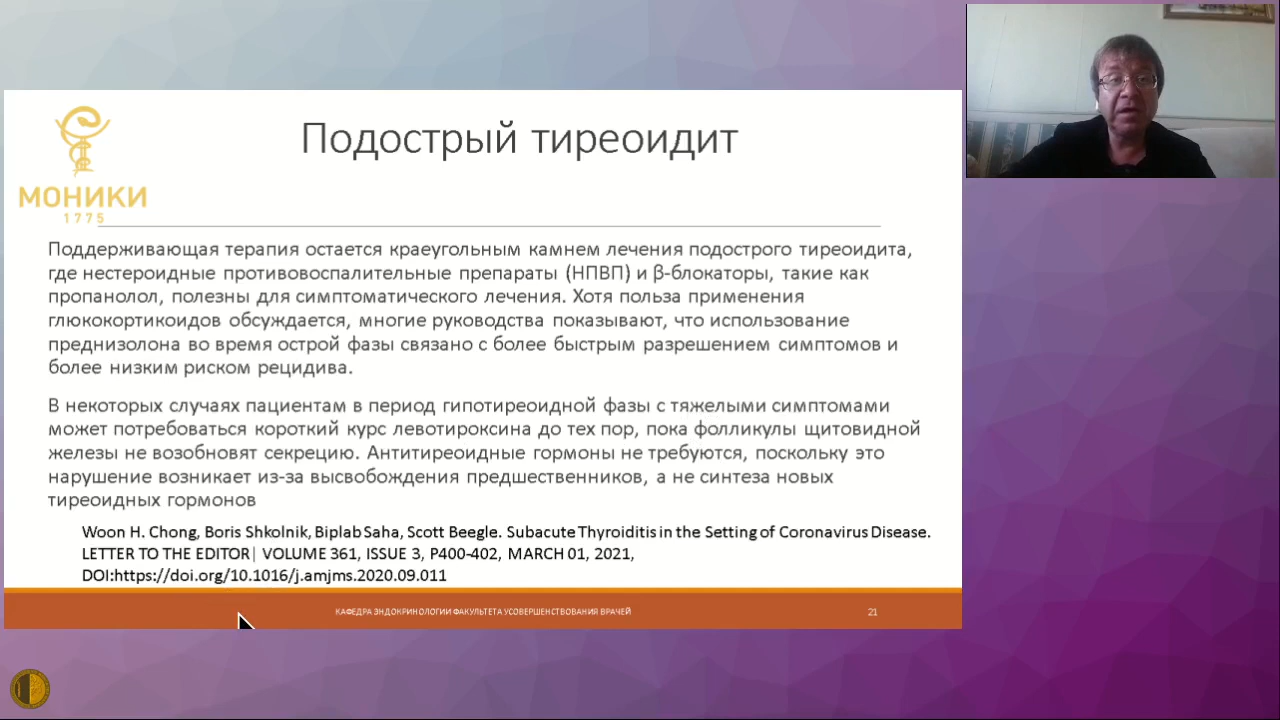 МОНИКИ
1775
Подострый тиреоидит
Поддерживающая терапия остается краеугольным камнем лечения подострого тиреоидита,
где нестероидные противовоспалительные препараты (НПВП) и β-блокаторы, такие как
пропанолол, полезны для симптоматического лечения. Хотя польза применения
глюкокортикоидов обсуждается, многие руководства показывают, что использование
преднизолона во время острой фазы связано с более быстрым разрешением симптомов и
более низким риском рецидива.
В некоторых случаях пациентам в период гипотиреоидной фазы с тяжелыми симптомами
может потребоваться короткий курс левотироксина до тех пор, пока фолликулы щитовидной
железы не возобновят секрецию. Антитиреоидные гормоны не требуются, поскольку это
нарушение возникает из-за высвобождения предшественников, а не синтеза новых
тиреоидных гормонов
Woon H. Chong, Boris Shkolnik, Biplab Saha, Scott Beegle. Subacute Thyroiditis in the Setting of Coronavirus Disease.
LETTER TO THE EDITOR| VOLUME 361, ISSUE 3, P400-402, MARCH 01, 2021,
DOI:https://doi.org/10.1016/j.amjms.2020.09.011
КАФЕДРА ЭНДОКРИНОЛОГИИ ФАКУЛЬТЕТА УСОВЕРШЕНСТВОВАНИЯ ВРАЧЕЙ
21